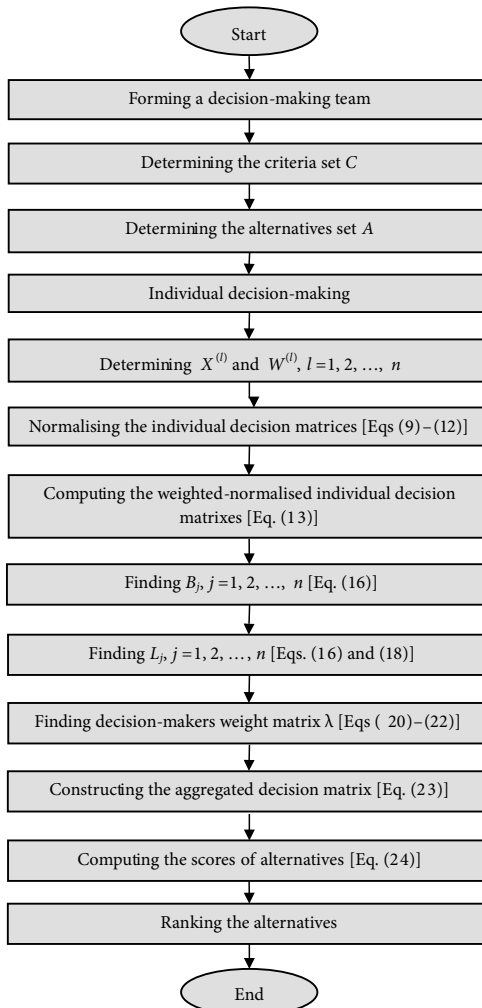 Start
Forming a decision-making team
Determining the criteria set C
Determining the alternatives set A
Individual decision-making
Determining X^(l) and W^(l), l=1, 2, …, n
Normalising the individual decision matrices [Eqs (9)–(12)]
Computing the weighted-normalised individual decision
matrixes [Eq. (13)]
Finding B_j, j=1, 2, …, n [Eq. (16)]
Finding L_j, j=1, 2, …, n [Eqs. (16) and (18)]
Finding decision-makers weight matrix λ [Eqs ( 20)–(22)]
Constructing the aggregated decision matrix [Eq. (23)]
Computing the scores of alternatives [Eq. (24)]
Ranking the alternatives
End